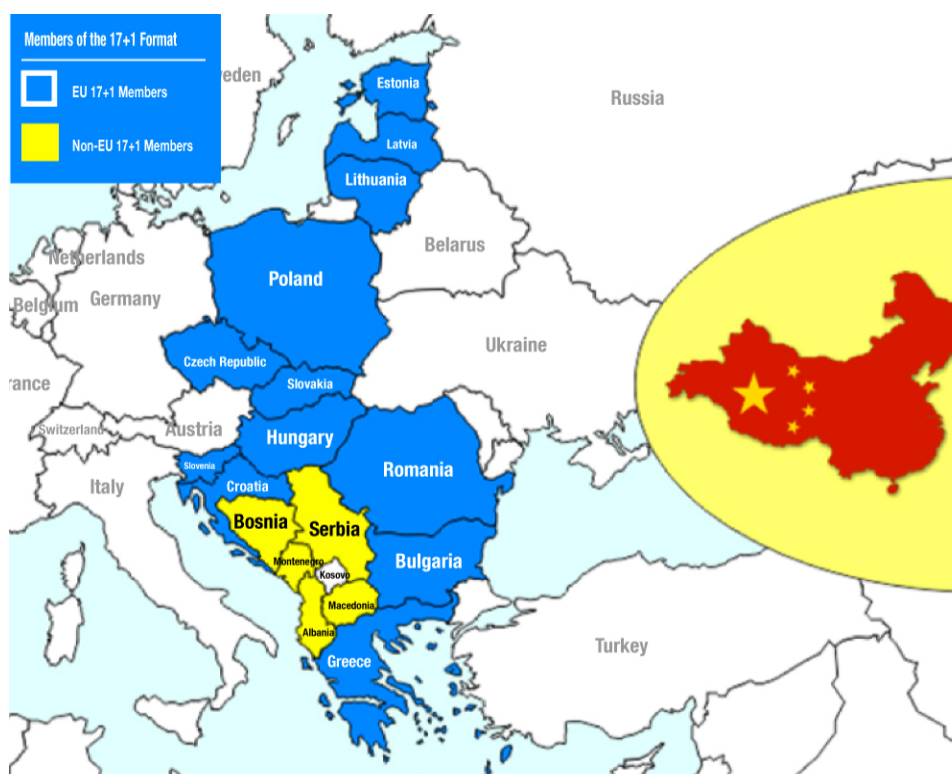 Members of the 17+1 Format
EU 17+1 Members
Non-EU 17+1 Members
eden
Estonia
Russia
Latvia
Lithuania
Belarus
Netherlands
Poland
Belgium
Germany
Ukraine
Czech Republic
rance
Slovakia
Switzerland
Austria
Hungary
Slovenia
Romania
Italy
Croatia
Bosnia
Serbia
Montenegro
Bulgaria
Kosovo
Macedonia
Albania
Turkey
Greece